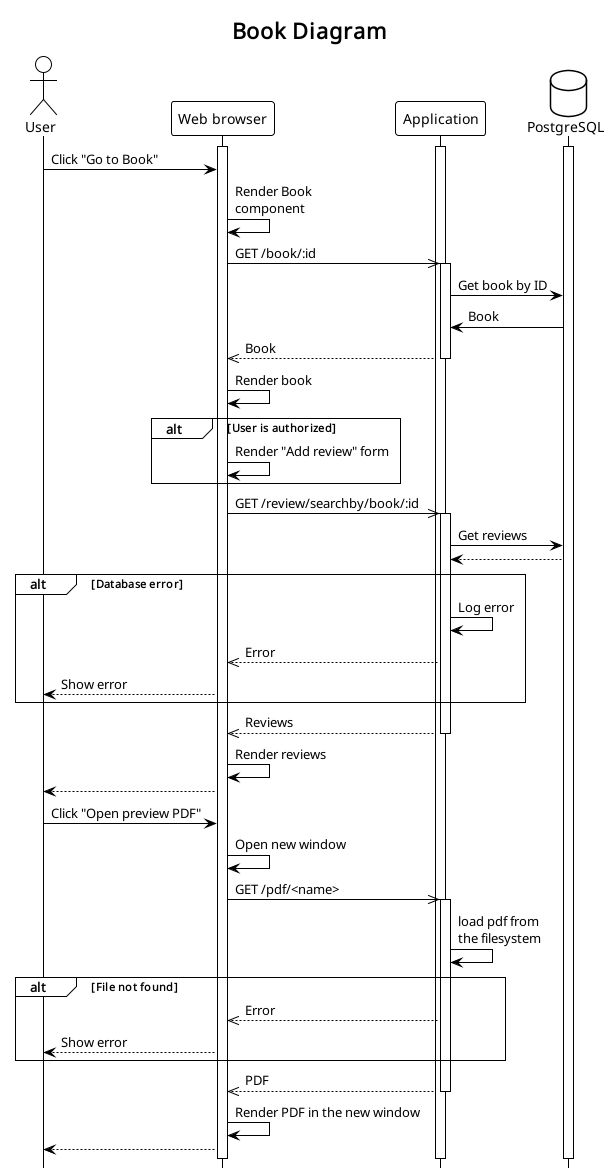 Book Diagram
User
Web browser
Application
PostgreSQL
Click "Go to Book"
Render Book
component
GET /book/:id
Get book by ID
Book
Book
Render book
alt
[User is authorized]
Render "Add review" form
GET /review/searchby/book/:id
Get reviews
alt
[Database error]
Log error
Error
Show error
Reviews
Render reviews
Click "Open preview PDF"
Open new window
GET /pdf/<name>
load pdf from
the filesystem
alt
[File not found]
Error
Show error
PDF
Render PDF in the new window